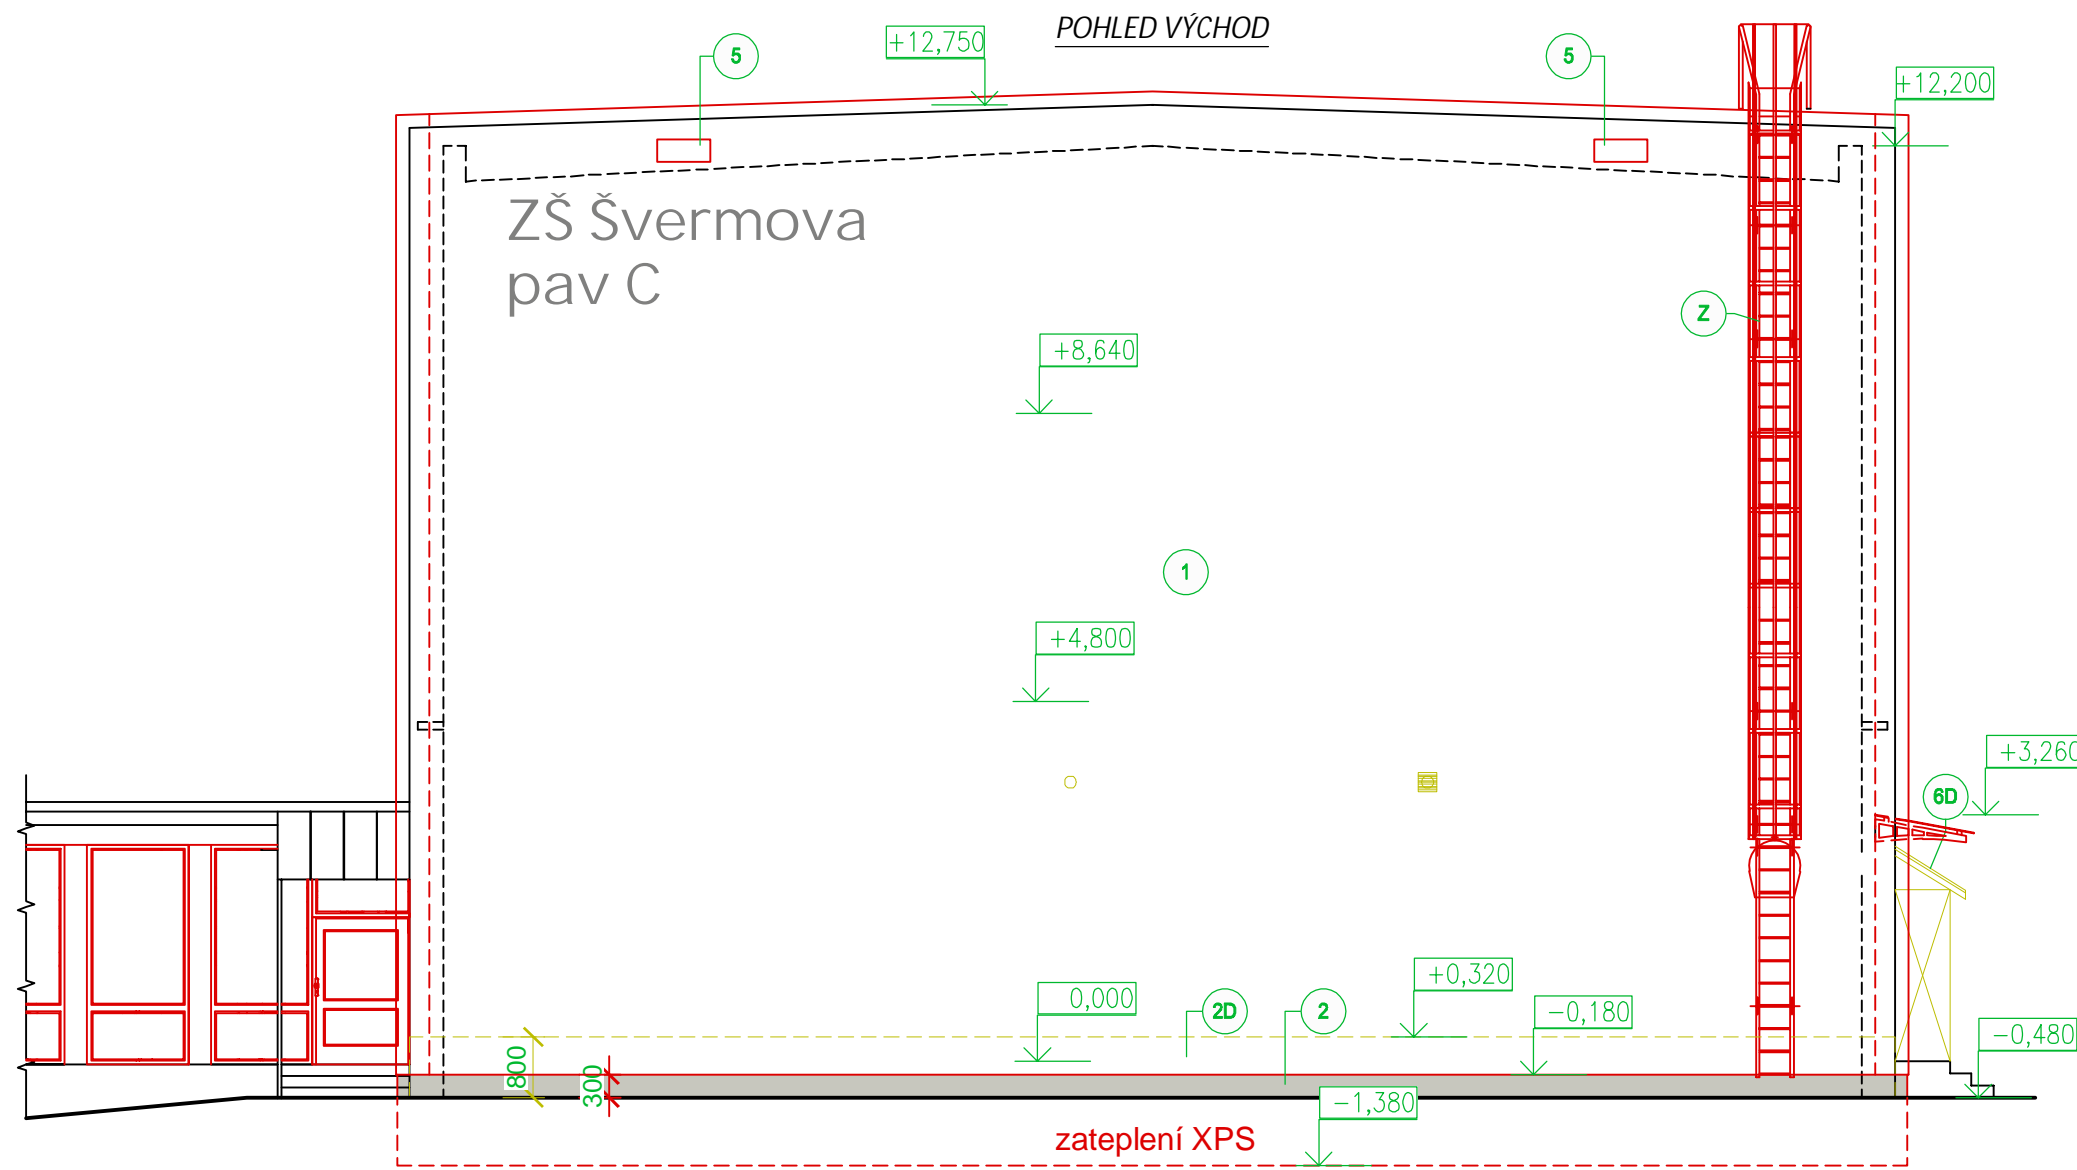 POHLED VÝCHOD
+12,750
5
5
+12,200
ZŠ Švermova
pav C
Z
+8,640
1
+4,800
+3,260
6D
+0,320
0,000
2D
2
-0,180
-0,480
800
300
-1,380
zateplení XPS